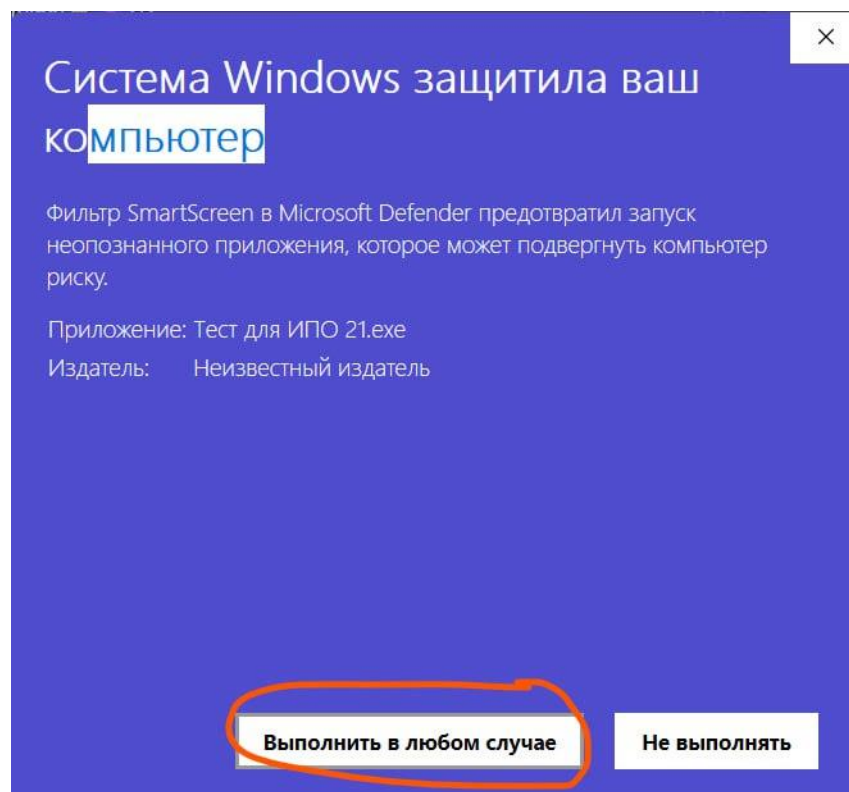 Система Windows защитила ваш
компьютер
Фильтр SmartScreen в Microsoft Defender предотвратил запуск
неопознанного приложения, которое может подвергнуть компьютер
риску.
Приложение: Тест для ИПО 21.exe
Издатель: Неизвестный издатель
Выполнить в любом случае Не выполнять